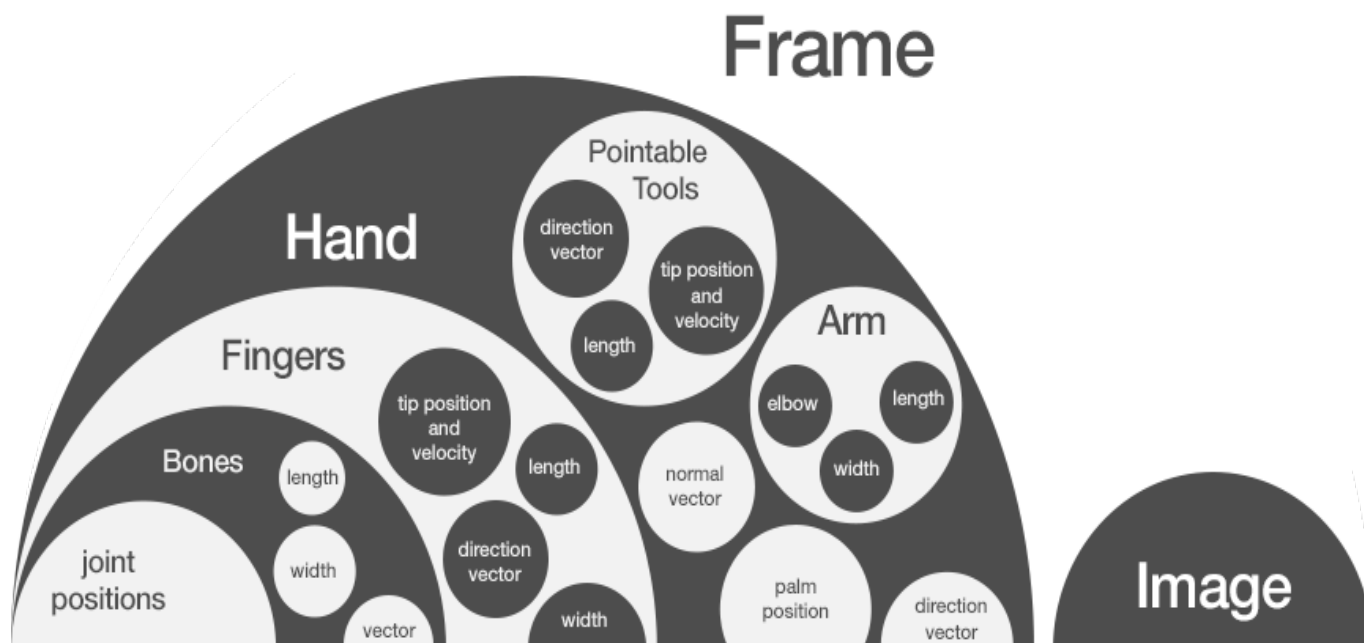 Frame
Hand
Pointable
Tools
direction
vector
tip position
and
velocity
length
Arm
elbow
length
width
Fingers
tip position
and
velocity
length
direction
vector
width
Bones
length
width
vector
joint
positions
normal
vector
palm
position
direction
vector
Image